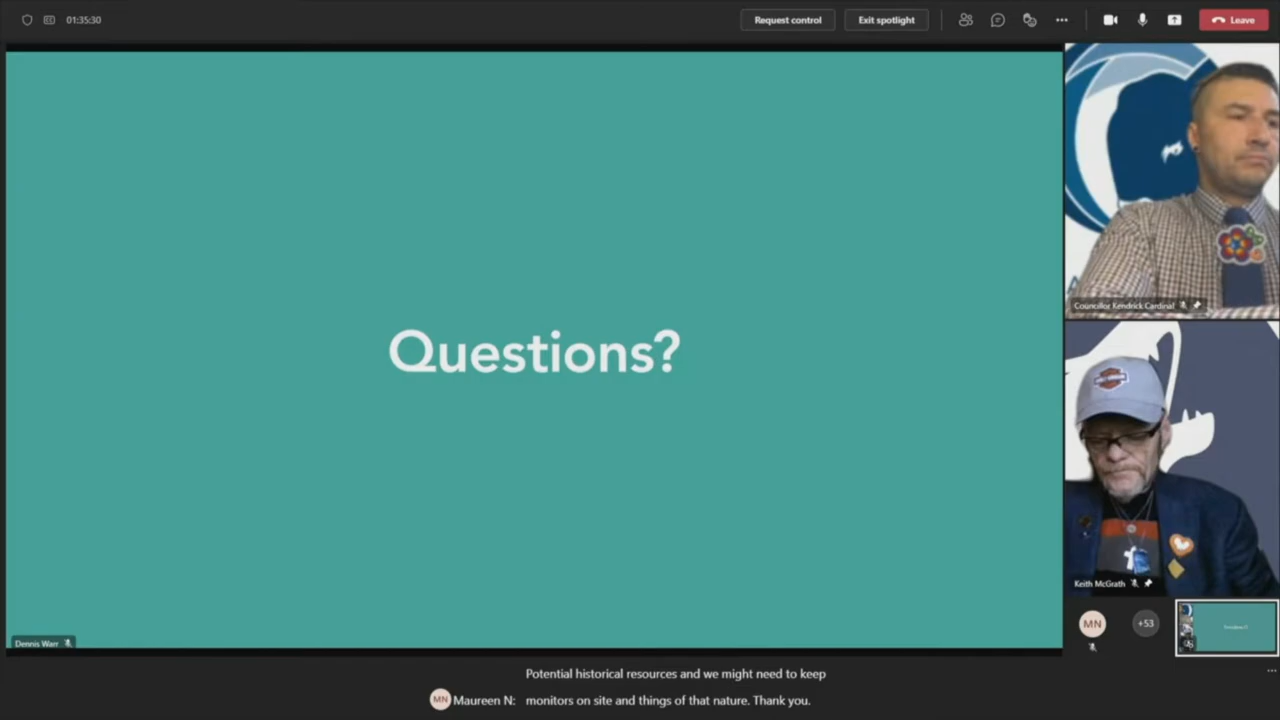 01:35:30
Request control
Exit spotlight
Leave
Questions?
Councillor Kendrick Cardinal
Keith McGrath
MN
+53
Dennis Warr
Potential historical resources and we might need to keep
MN Maureen N: monitors on site and things of that nature. Thank you.